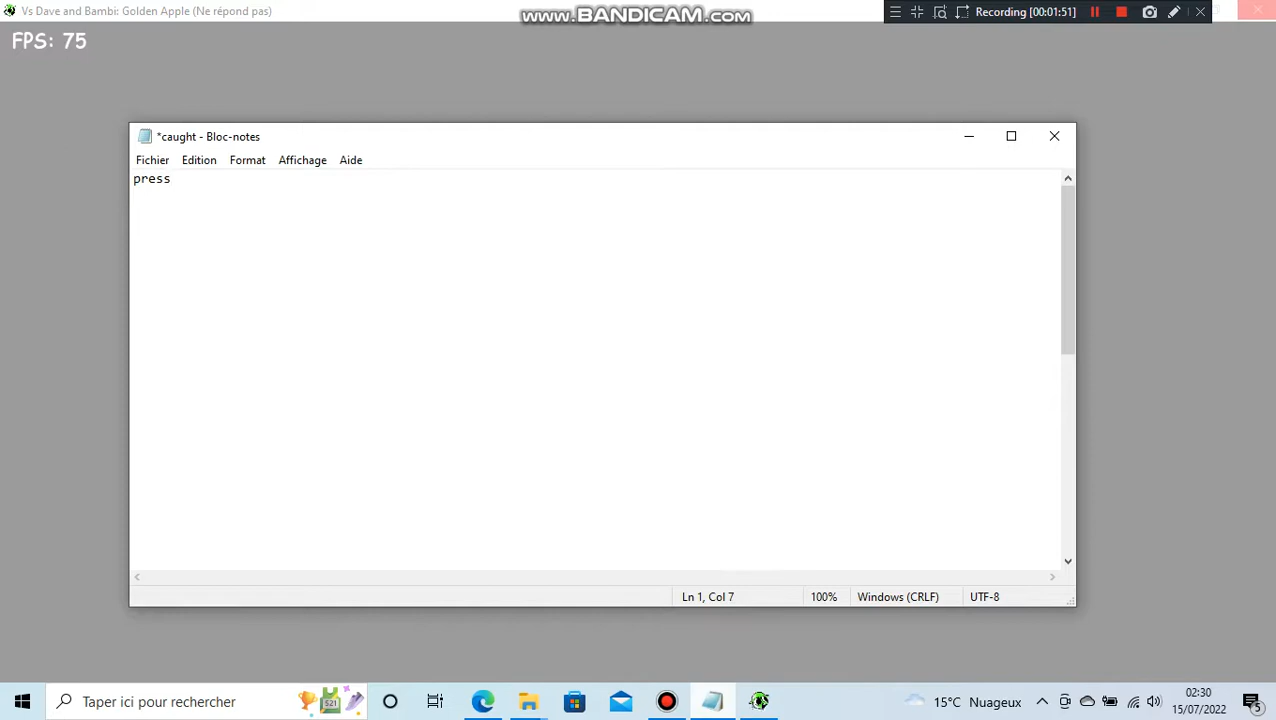 Vs Dave and Bambi: Golden Apple (Ne répond pas)
www.BANDICAM.com
Recording [00:01:51]
FPS: 75
*caught - Bloc-notes
Fichier Edition Format Affichage Aide
press
Ln 1, Col 7 100% Windows (CRLF) UTF-8
Taper ici pour rechercher
521
15°C Nuageux
02:30
15/07/2022
5